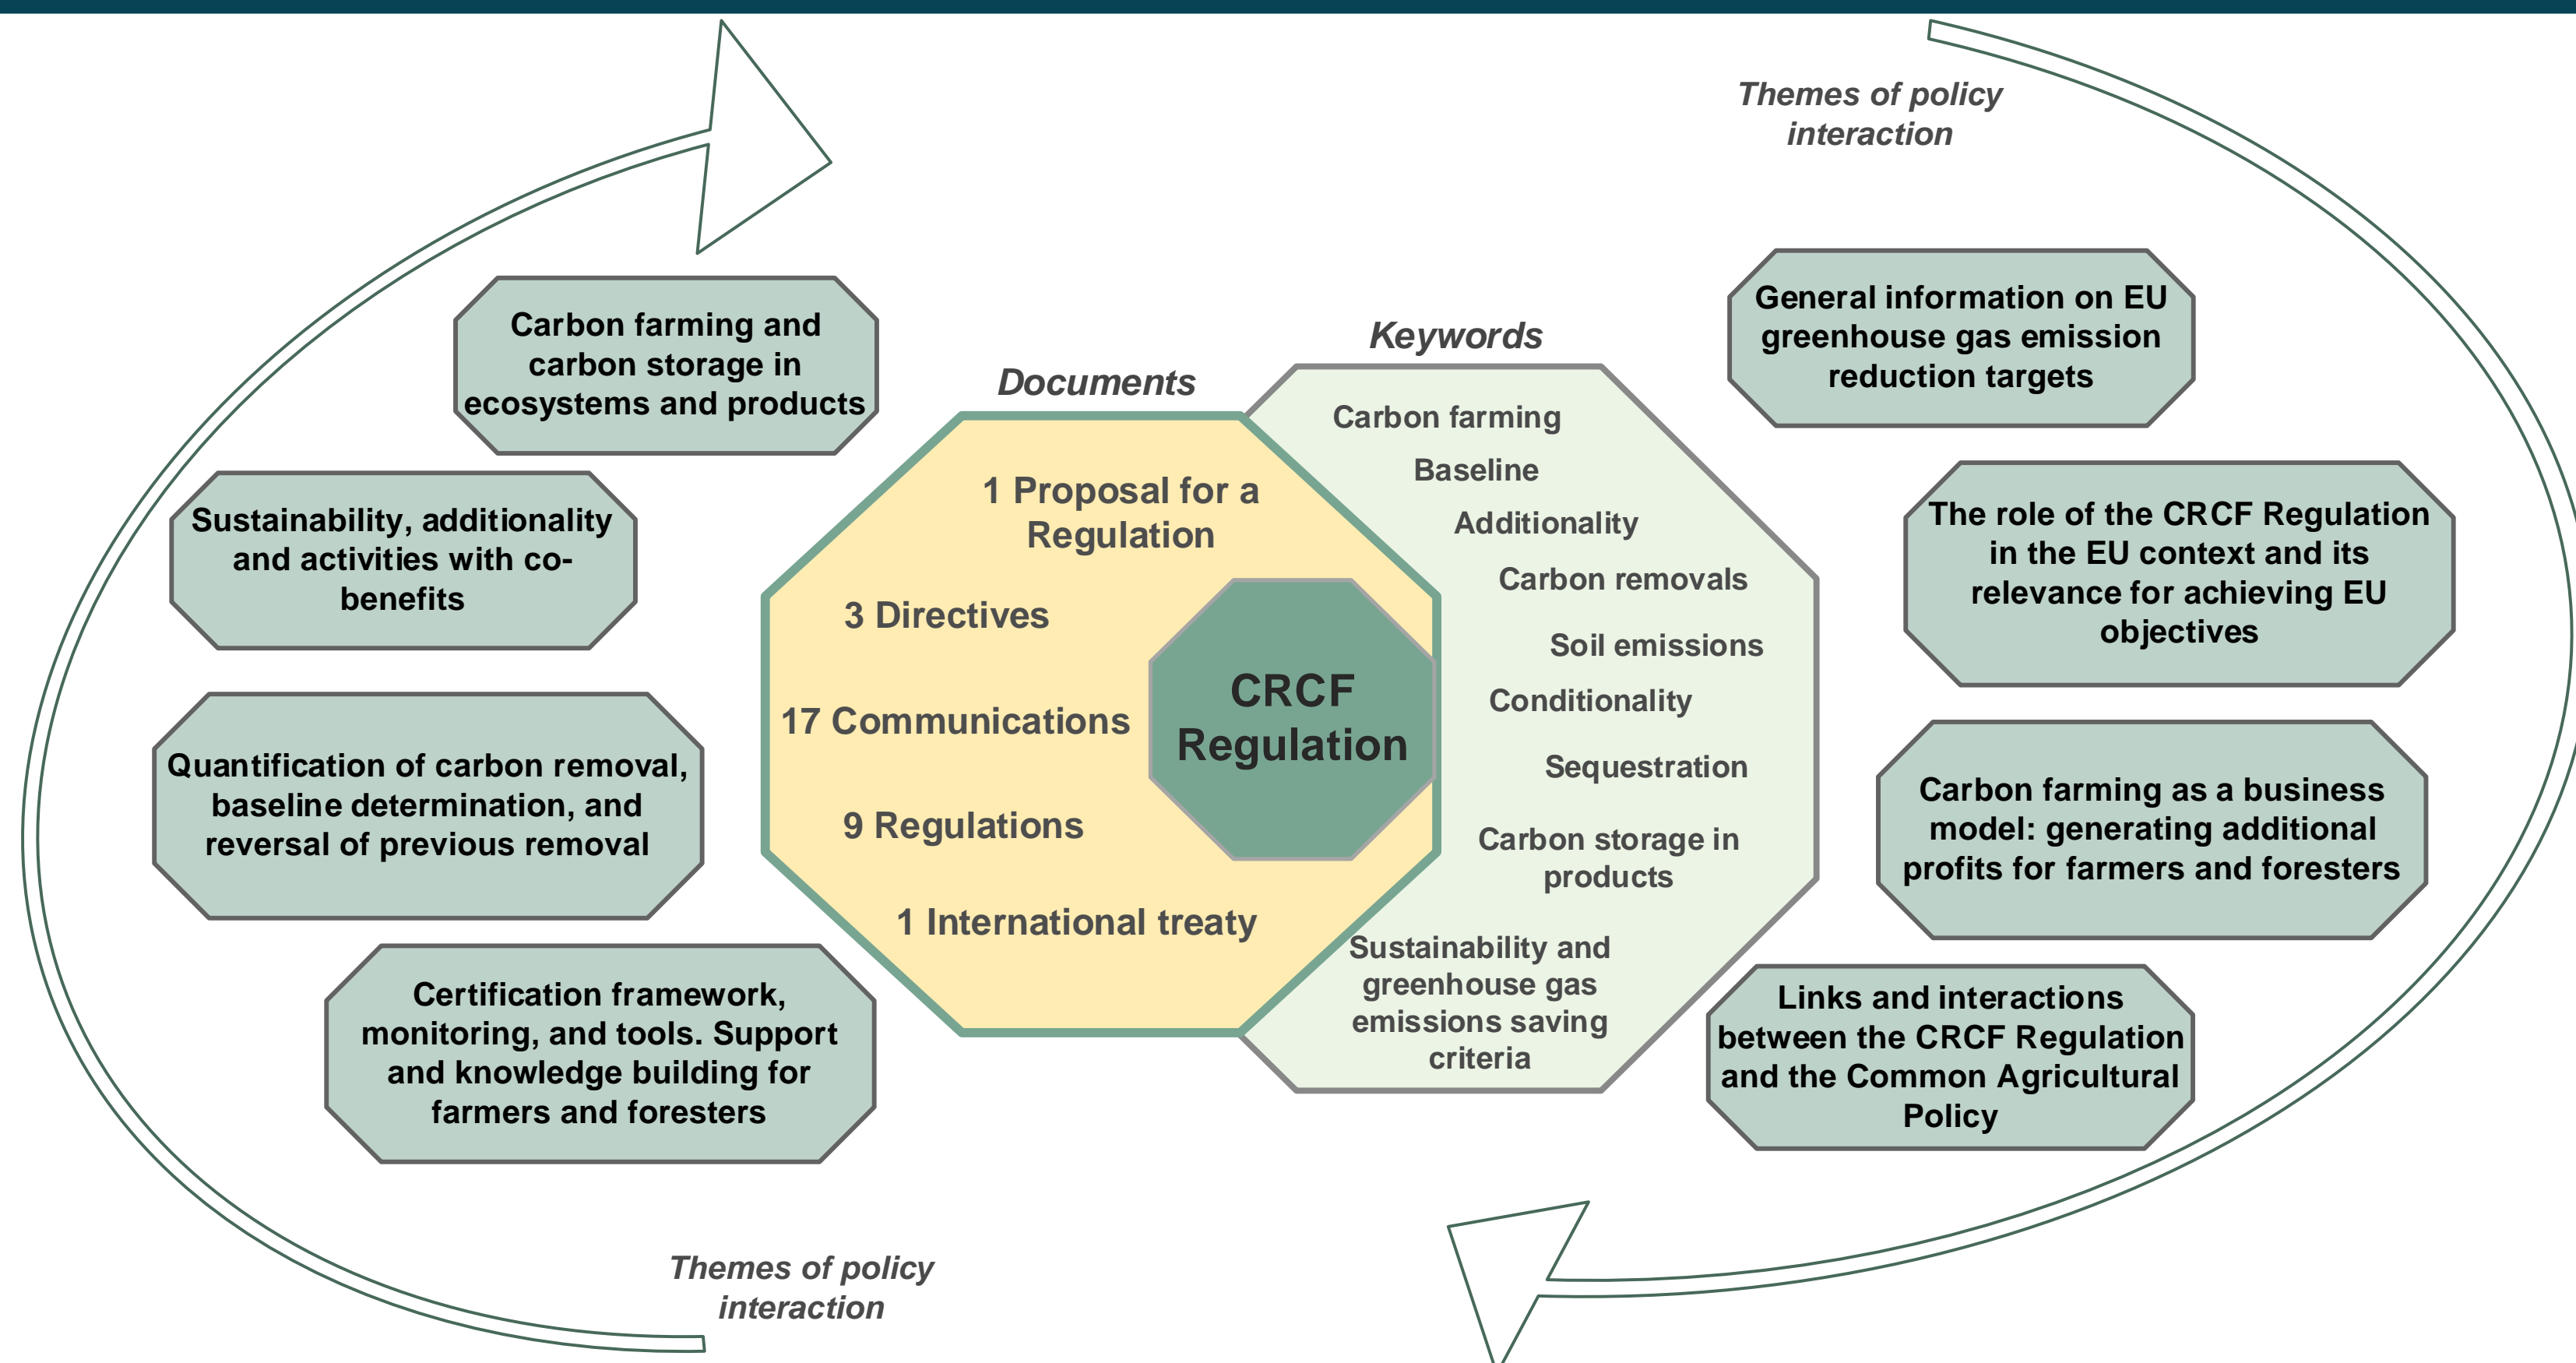 Themes of policy
interaction
Carbon farming and
carbon storage in
ecosystems and products
Sustainability, additionality
and activities with co-
benefits
Quantification of carbon removal,
baseline determination, and
reversal of previous removal
Certification framework,
monitoring, and tools. Support
and knowledge building for
farmers and foresters
Themes of policy
interaction
Documents
1 Proposal for a
Regulation
3 Directives
17 Communications
9 Regulations
1 International treaty
CRCF
Regulation
Keywords
Carbon farming
Baseline
Additionality
Carbon removals
Soil emissions
Conditionality
Sequestration
Carbon storage in
products
Sustainability and
greenhouse gas
emissions saving
criteria
General information on EU
greenhouse gas emission
reduction targets
The role of the CRCF Regulation
in the EU context and its
relevance for achieving EU
objectives
Carbon farming as a business
model: generating additional
profits for farmers and foresters
Links and interactions
between the CRCF Regulation
and the Common Agricultural
Policy